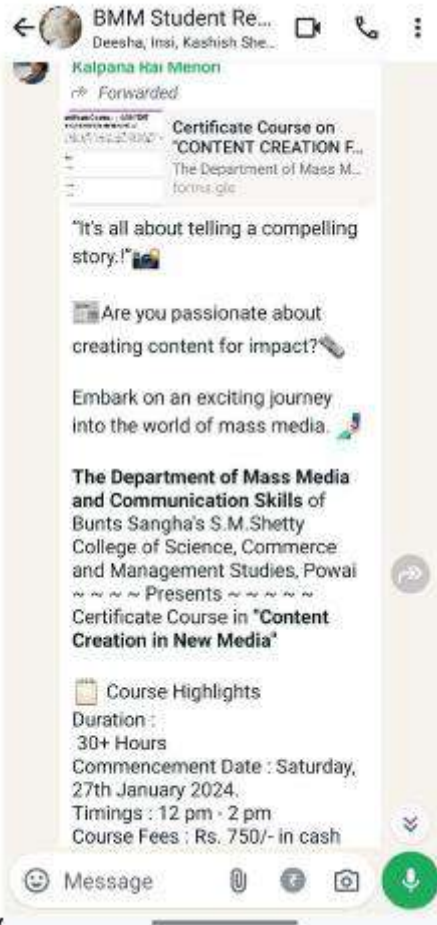 BMM Student Re...
Deesha, Insi, Kashish She..
Kalpana Rai Menon
Forwarded
Certificate Course on
"CONTENT CREATION F...
The Department of Mass M...
forms.gle
"It's all about telling a compelling
story.!"
Are you passionate about
creating content for impact?
Embark on an exciting journey
into the world of mass media.
The Department of Mass Media
and Communication Skills of
Bunts Sangha's S.M.Shetty
College of Science, Commerce
and Management Studies, Powai
~ ~ ~ ~ Presents ~ ~ ~ ~ ~
Certificate Course in "Content
Creation in New Media"
Course Highlights
Duration :
30+ Hours
Commencement Date : Saturday,
27th January 2024.
Timings : 12 pm - 2 pm
Course Fees : Rs. 750/- in cash
Message